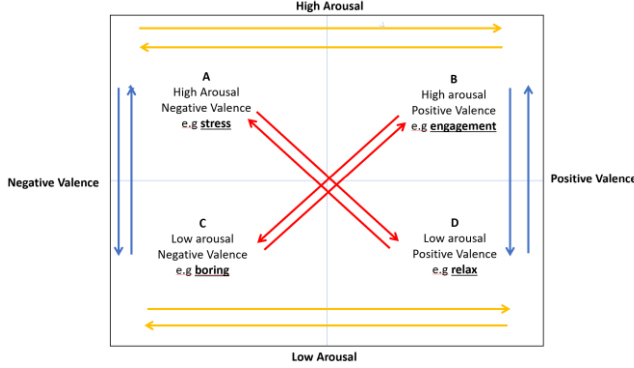 High Arousal
A
High Arousal
Negative Valence
e.g stress
B
High arousal
Positive Valence
e.g engagement
Negative Valence
Positive Valence
C
Low arousal
Negative Valence
e.g boring
D
Low arousal
Positive Valence
e.g relax
Low Arousal